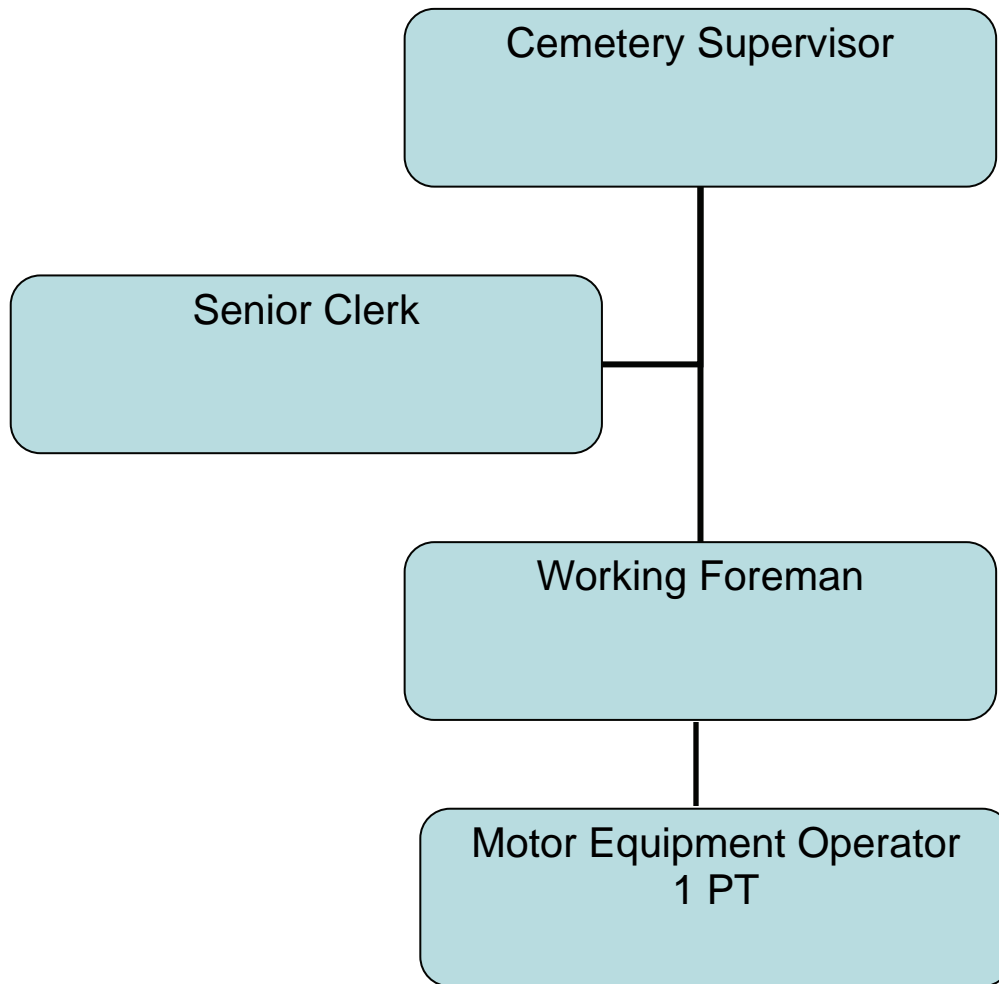 Cemetery Supervisor
Senior Clerk
Working Foreman
Motor Equipment Operator
1 PT